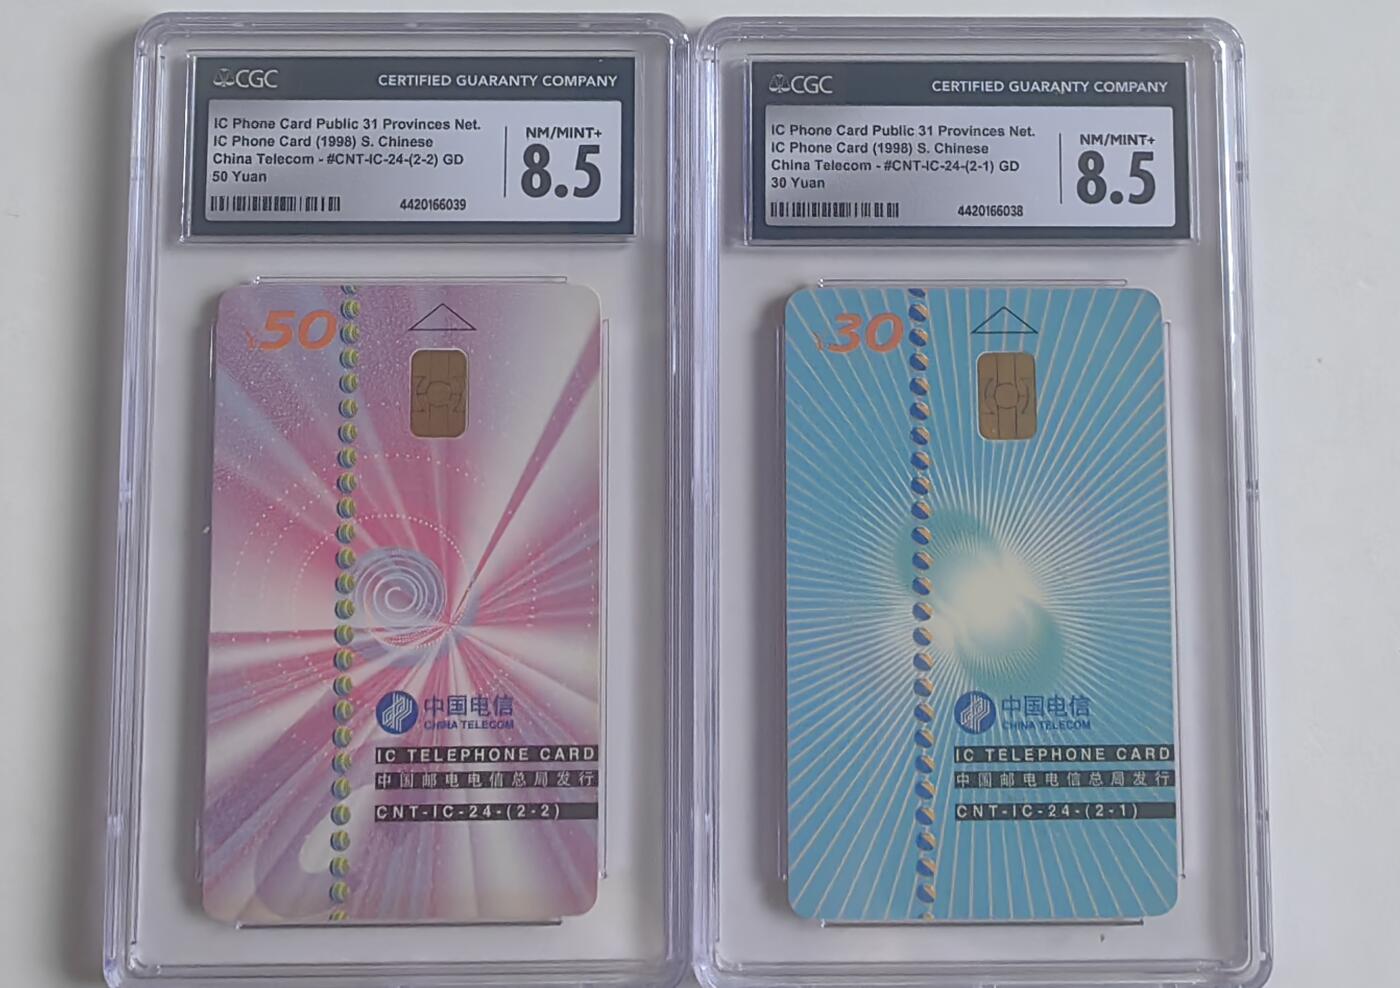 CGC CERTIFIED GUARANTY COMPANY
IC Phone Card Public 31 Provinces Net.
IC Phone Card (1998) S. Chinese
China Telecom - #CNT-IC-24-(2-2) GD
50 Yuan
4420166039
NM/MINT+
8.5
¥50
中国电信
CHINA TELECOM
IC TELEPHONE CARD
中国邮电电信总局发行
CNT-IC-24-(2-2)
CGC CERTIFIED GUARANTY COMPANY
IC Phone Card Public 31 Provinces Net.
IC Phone Card (1998) S. Chinese
China Telecom - #CNT-IC-24-(2-1) GD
30 Yuan
4420166038
NM/MINT+
8.5
¥30
中国电信
CHINA TELECOM
IC TELEPHONE CARD
中国邮电电信总局发行
CNT-IC-24-(2-1)